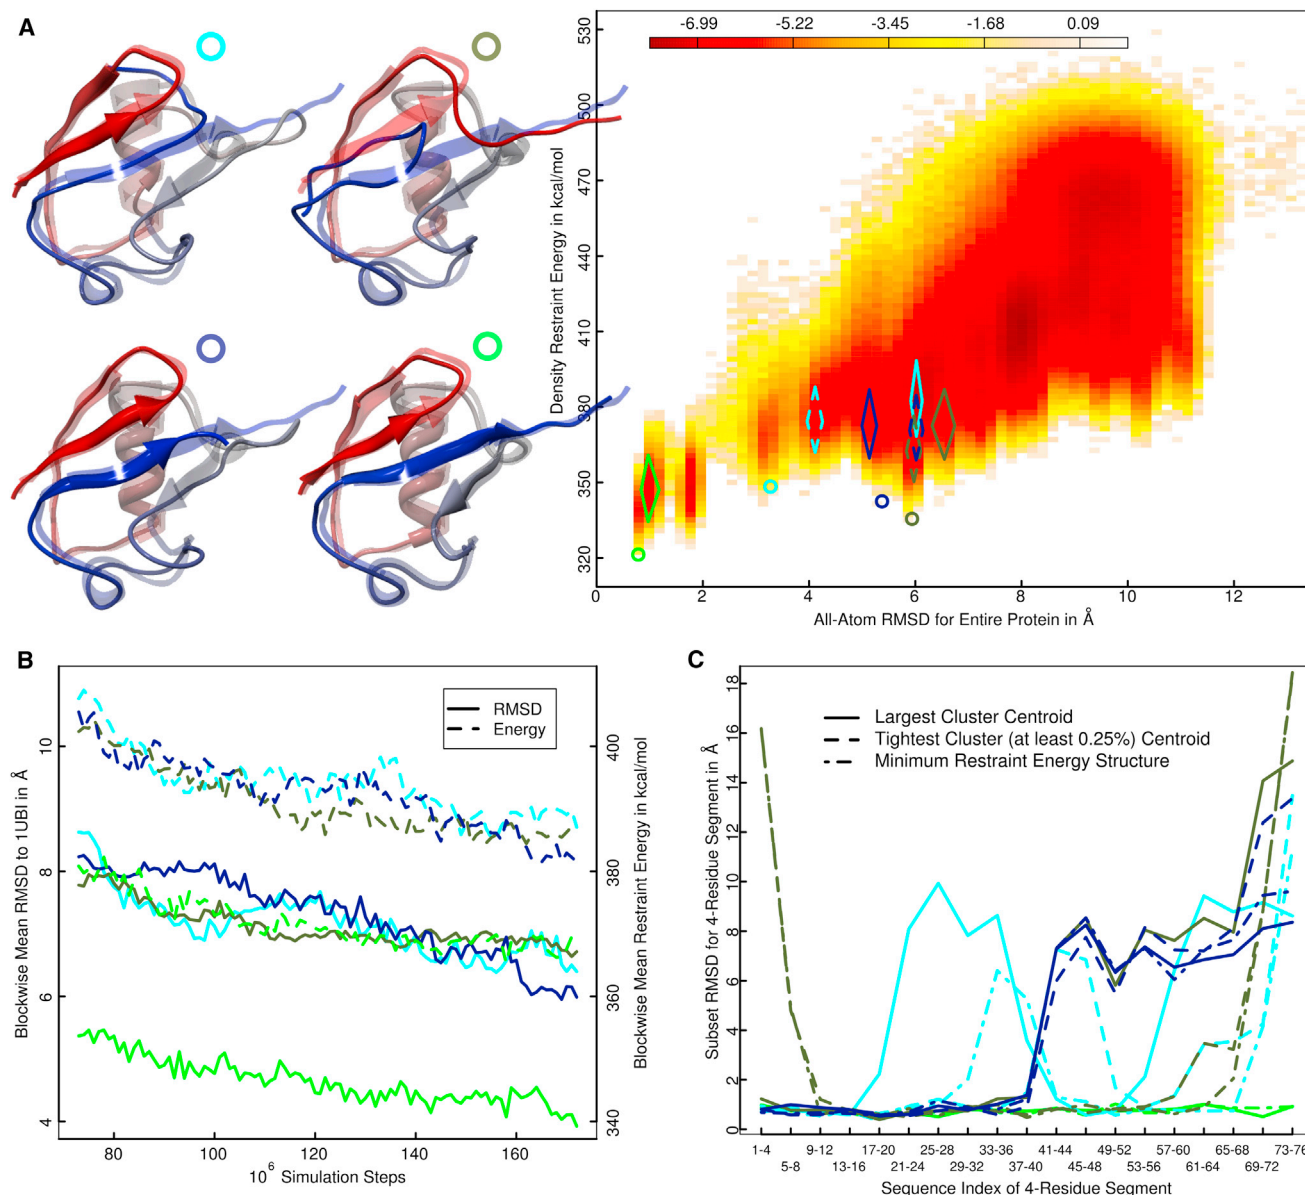 A
-6.99 -5.22 -3.45 -1.68 0.09
Density Restraint Energy in kcal/mol
530
500
470
440
410
380
350
320
0 2 4 6 8 10 12
All-Atom RMSD for Entire Protein in Å
B
RMSD
Energy
Blockwise Mean RMSD to 1UBI in Å
10
8
6
4
Blockwise Mean Restraint Energy in kcal/mol
400
380
360
340
80 100 120 140 160
10⁶ Simulation Steps
C
Largest Cluster Centroid
Tightest Cluster (at least 0.25%) Centroid
Minimum Restraint Energy Structure
Subset RMSD for 4-Residue Segment in Å
18
16
14
12
10
8
6
4
2
0
1-4 9-12 17-20 25-28 33-36 41-44 49-52 57-60 65-68 73-76
5-8 13-16 21-24 29-32 37-40 45-48 53-56 61-64 69-72
Sequence Index of 4-Residue Segment